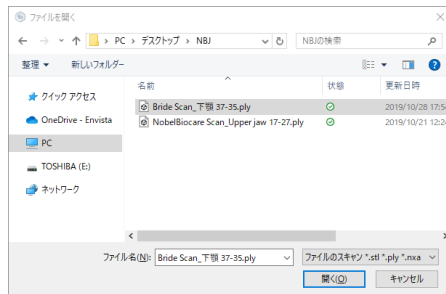 ファイルを開く
PC > デスクトップ > NBJ
NBJの検索
整理 新しいフォルダー
名前 状態 更新日時
クイック アクセス
OneDrive - Envista
PC
TOSHIBA (E:)
ネットワーク
Bride Scan_下顎 37-35.ply 2019/10/28 17:54
NobelBiocare Scan_Upper jaw 17-27.ply 2019/10/21 12:24
ファイル名(N): Bride Scan_下顎 37-35.ply ファイルのスキャン *.stl *.ply *.nxa
開く(O) キャンセル